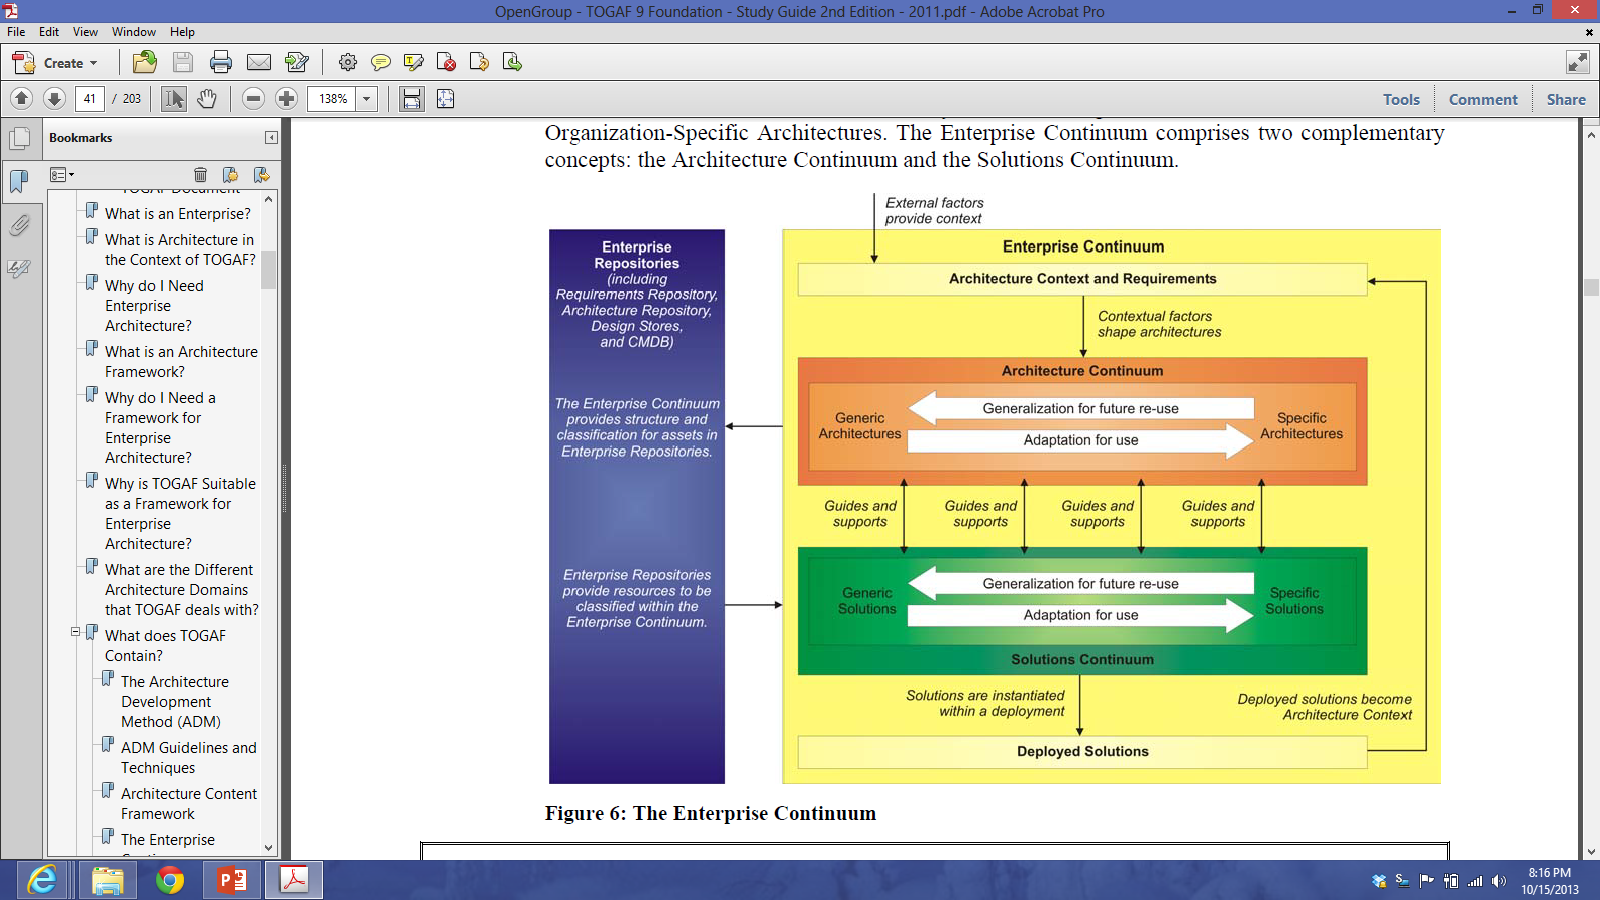 OpenGroup - TOGAF 9 Foundation - Study Guide 2nd Edition - 2011.pdf - Adobe Acrobat Pro
File Edit View Window Help
Create
41 / 203
138%
Tools
Comment
Share
Bookmarks
TOGAF Document
What is an Enterprise?
What is Architecture in
the Context of TOGAF?
Why do I Need
Enterprise
Architecture?
What is an Architecture
Framework?
Why do I Need a
Framework for
Enterprise
Architecture?
Why is TOGAF Suitable
as a Framework for
Enterprise
Architecture?
What are the Different
Architecture Domains
that TOGAF deals with?
What does TOGAF
Contain?
The Architecture
Development
Method (ADM)
ADM Guidelines and
Techniques
Architecture Content
Framework
The Enterprise
Organization-Specific Architectures. The Enterprise Continuum comprises two complementary
concepts: the Architecture Continuum and the Solutions Continuum.
External factors
provide context
Enterprise
Repositories
(including
Requirements Repository,
Architecture Repository,
Design Stores,
and CMDB)
The Enterprise Continuum
provides structure and
classification for assets in
Enterprise Repositories.
Enterprise Repositories
provide resources to be
classified within the
Enterprise Continuum.
Enterprise Continuum
Architecture Context and Requirements
Contextual factors
shape architectures
Architecture Continuum
Generic
Architectures
Generalization for future re-use
Adaptation for use
Specific
Architectures
Guides and
supports
Guides and
supports
Guides and
supports
Guides and
supports
Generic
Solutions
Generalization for future re-use
Adaptation for use
Specific
Solutions
Solutions Continuum
Solutions are instantiated
within a deployment
Deployed solutions become
Architecture Context
Deployed Solutions
Figure 6: The Enterprise Continuum
8:16 PM
10/15/2013